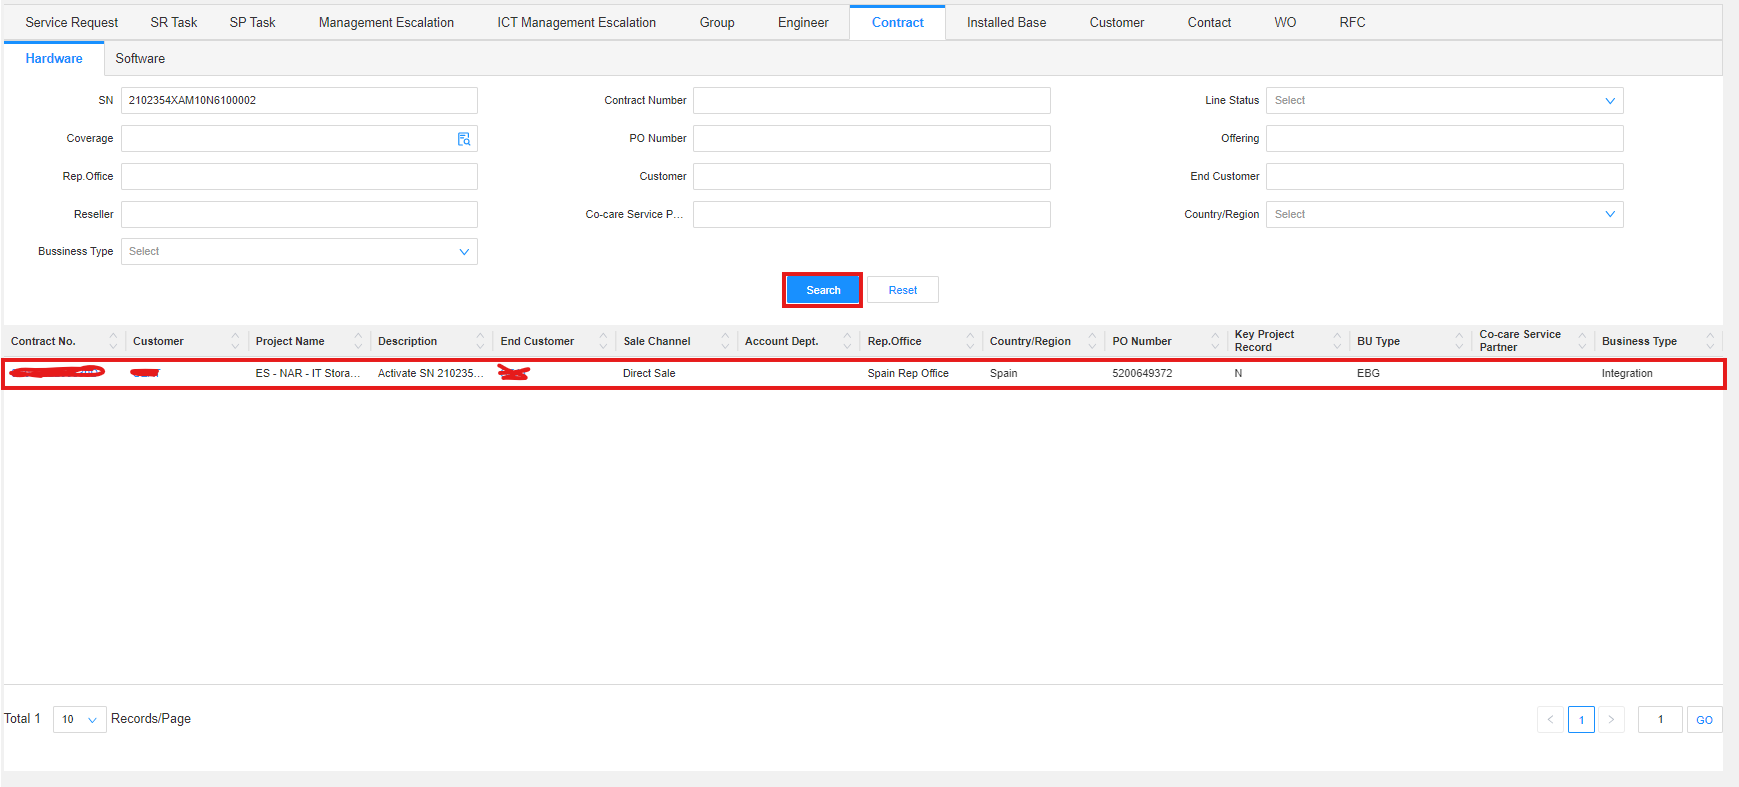 Service Request SR Task SP Task Management Escalation ICT Management Escalation Group Engineer Contract Installed Base Customer Contact WO RFC
Hardware Software
SN 2102354XAM10N6100002 Contract Number Line Status Select
Coverage PO Number Offering
Rep.Office Customer End Customer
Reseller Co-care Service P... Country/Region Select
Bussiness Type Select
Search Reset
Contract No. Customer Project Name Description End Customer Sale Channel Account Dept. Rep.Office Country/Region PO Number Key Project Record BU Type Co-care Service Partner Business Type
ES - NAR - IT Stora... Activate SN 210235... Direct Sale Spain Rep Office Spain 5200649372 N EBG Integration
Total 1 10 Records/Page < 1 > 1 GO